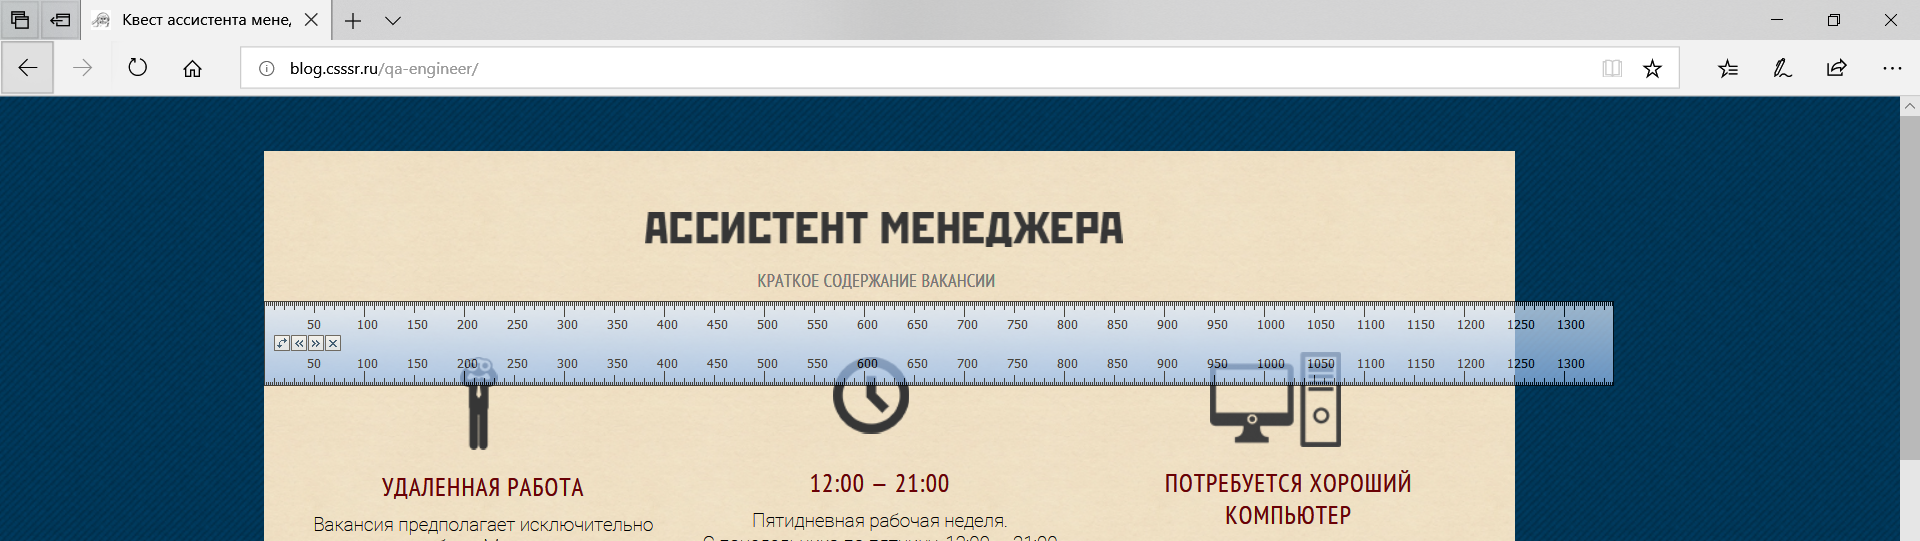 Квест ассистента мене,
blog.csssr.ru/qa-engineer/
АССИСТЕНТ МЕНЕДЖЕРА
КРАТКОЕ СОДЕРЖАНИЕ ВАКАНСИИ
50 100 150 200 250 300 350 400 450 500 550 600 650 700 750 800 850 900 950 1000 1050 1100 1150 1200 1250 1300
50 100 150 200 250 300 350 400 450 500 550 600 650 700 750 800 850 900 950 1000 1050 1100 1150 1200 1250 1300
УДАЛЕННАЯ РАБОТА
Вакансия предполагает исключительно
12:00 — 21:00
Пятидневная рабочая неделя.
ПОТРЕБУЕТСЯ ХОРОШИЙ
КОМПЬЮТЕР